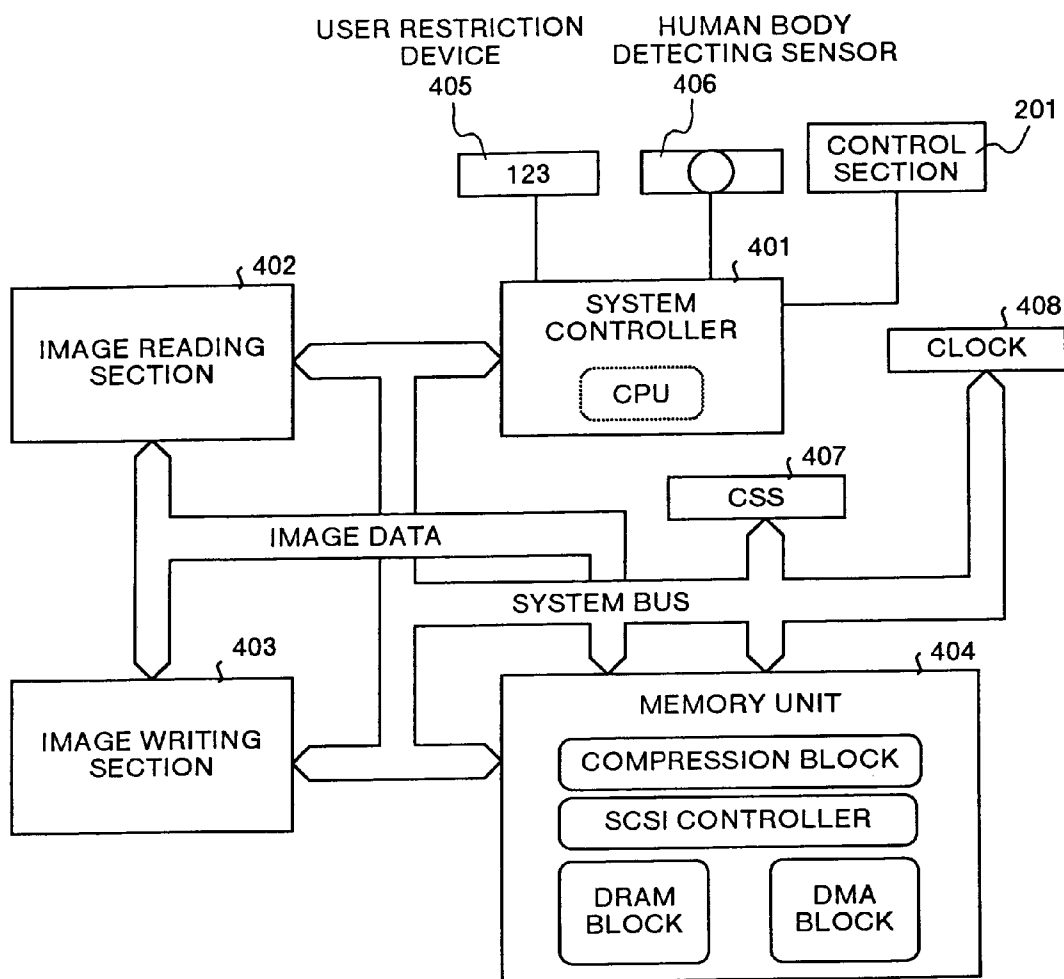 USER RESTRICTION
DEVICE
405
HUMAN BODY
DETECTING SENSOR
406
201
123
CONTROL
SECTION
402
401
IMAGE READING
SECTION
SYSTEM
CONTROLLER
CPU
408
CLOCK
407
CSS
IMAGE DATA
SYSTEM BUS
403
404
IMAGE WRITING
SECTION
MEMORY UNIT
COMPRESSION BLOCK
SCSI CONTROLLER
DRAM
BLOCK
DMA
BLOCK